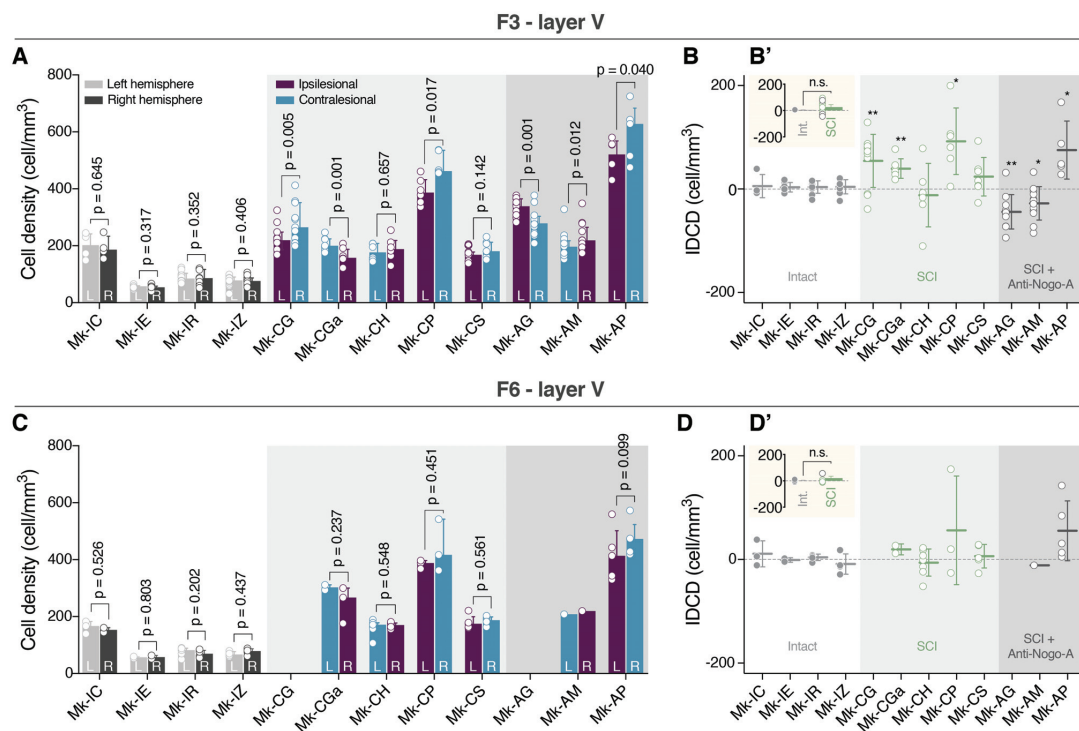 F3 - layer V
A
B
B'
Cell density (cell/mm³)
800
600
400
200
0
Left hemisphere
Right hemisphere
Ipsilesional
Contralesional
p = 0.645
p = 0.317
p = 0.352
p = 0.406
p = 0.005
p = 0.001
p = 0.657
p = 0.017
p = 0.142
p = 0.001
p = 0.012
p = 0.040
L R L R L R L R L R L R L R L R L R L R L R L R
Mk-IC
Mk-IE
Mk-IR
Mk-IZ
Mk-CG
Mk-CGa
Mk-CH
Mk-CP
Mk-CS
Mk-AG
Mk-AM
Mk-AP
IDCD (cell/mm³)
200
0
-200
200
0
-200
n.s.
Int.
SCI
**
**
*
**
*
*
Intact
SCI
SCI +
Anti-Nogo-A
Mk-IC
Mk-IE
Mk-IR
Mk-IZ
Mk-CG
Mk-CGa
Mk-CH
Mk-CP
Mk-CS
Mk-AG
Mk-AM
Mk-AP
F6 - layer V
C
D
D'
Cell density (cell/mm³)
800
600
400
200
0
p = 0.526
p = 0.803
p = 0.202
p = 0.437
p = 0.237
p = 0.548
p = 0.451
p = 0.561
p = 0.099
L R L R L R L R L R L R L R L R L R L R
Mk-IC
Mk-IE
Mk-IR
Mk-IZ
Mk-CG
Mk-CGa
Mk-CH
Mk-CP
Mk-CS
Mk-AG
Mk-AM
Mk-AP
IDCD (cell/mm³)
200
0
-200
200
0
-200
n.s.
Int.
SCI
Intact
SCI
SCI +
Anti-Nogo-A
Mk-IC
Mk-IE
Mk-IR
Mk-IZ
Mk-CG
Mk-CGa
Mk-CH
Mk-CP
Mk-CS
Mk-AG
Mk-AM
Mk-AP